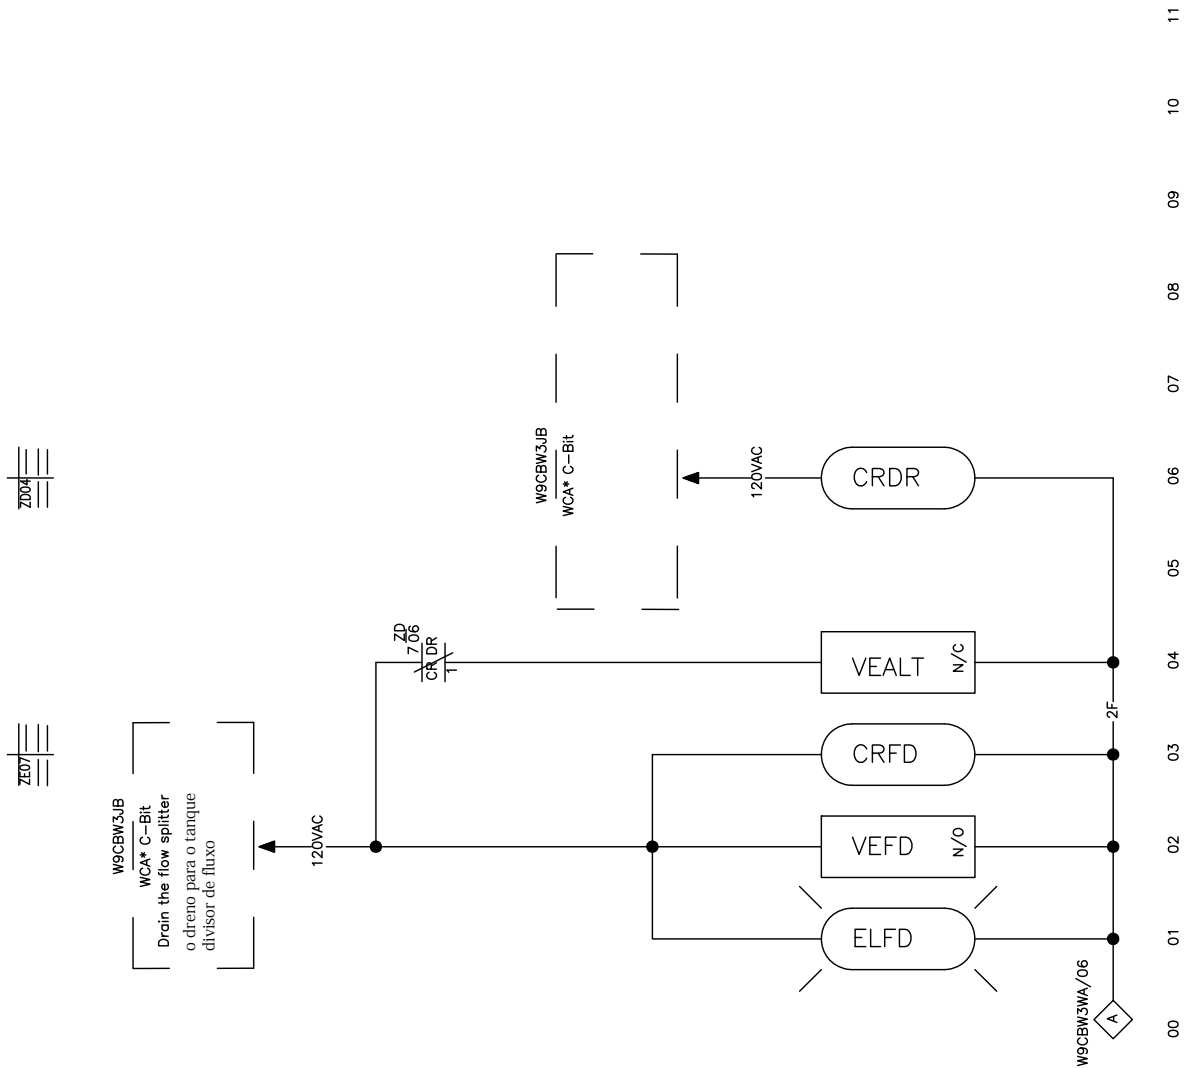 11
10
09
08
07
06
05
04
03
02
01
00
ZD04
ZE07
W9CBW3JB
WCA* C-Bit
120VAC
CRDR
ZD
7 06
CR DR
1
VEALT
N/C
2F
CRFD
W9CBW3JB
WCA* C-Bit
Drain the flow splitter
o dreno para o tanque
divisor de fluxo
120VAC
VEFD
N/O
ELFD
W9CBW3WA/06
A